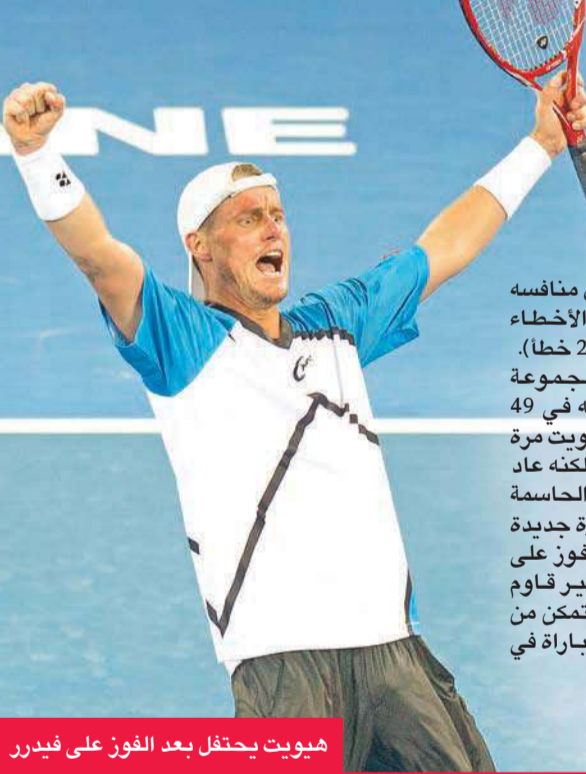 NE
منافسه
الأخطاء
2 خطأ).
جموعة
ه في 49
ويت مرة
لكنه عاد
الحاسمة
ة جديدة
فوز على
ير قاوم
تمكن من
باراة في
هيويت يحتفل بعد الفوز على فيدرر